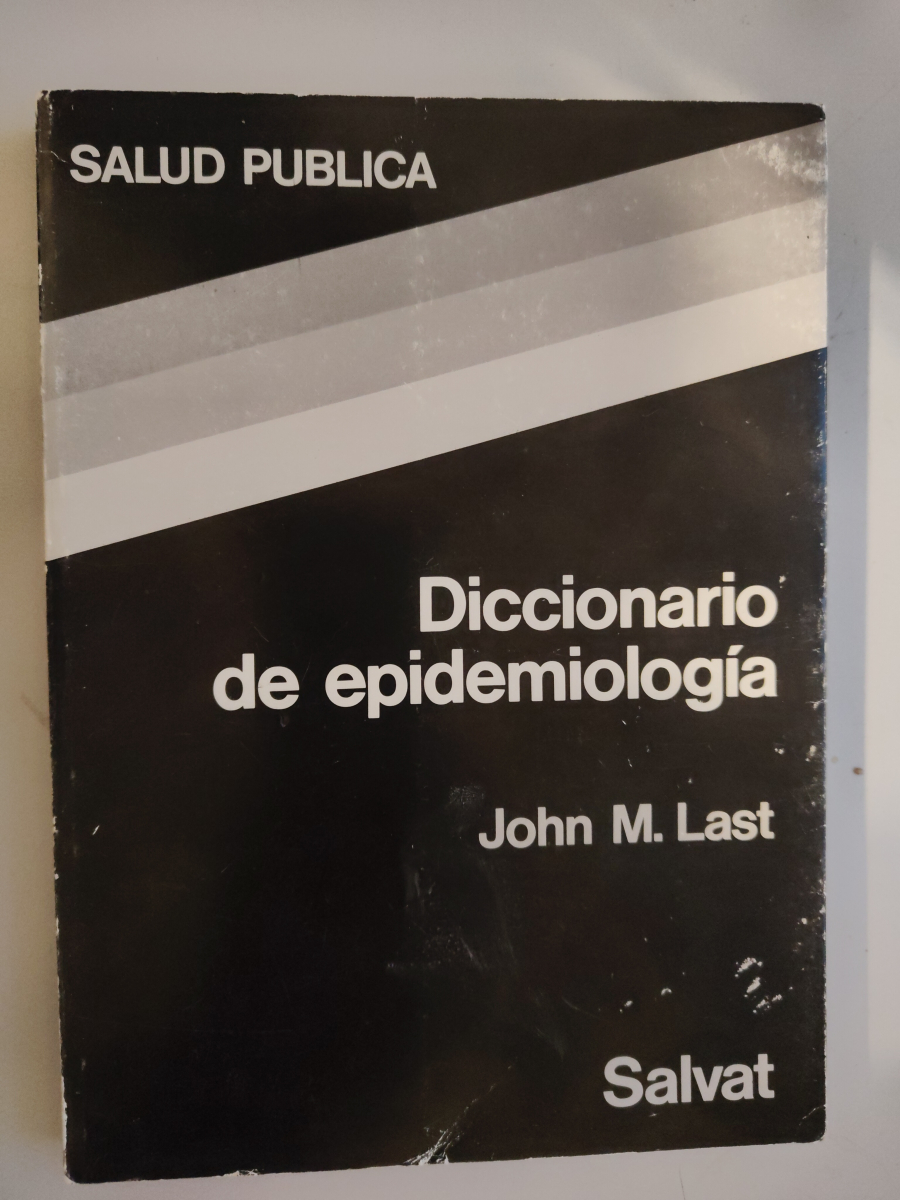 SALUD PUBLICA
Diccionario
de epidemiología
John M. Last
Salvat